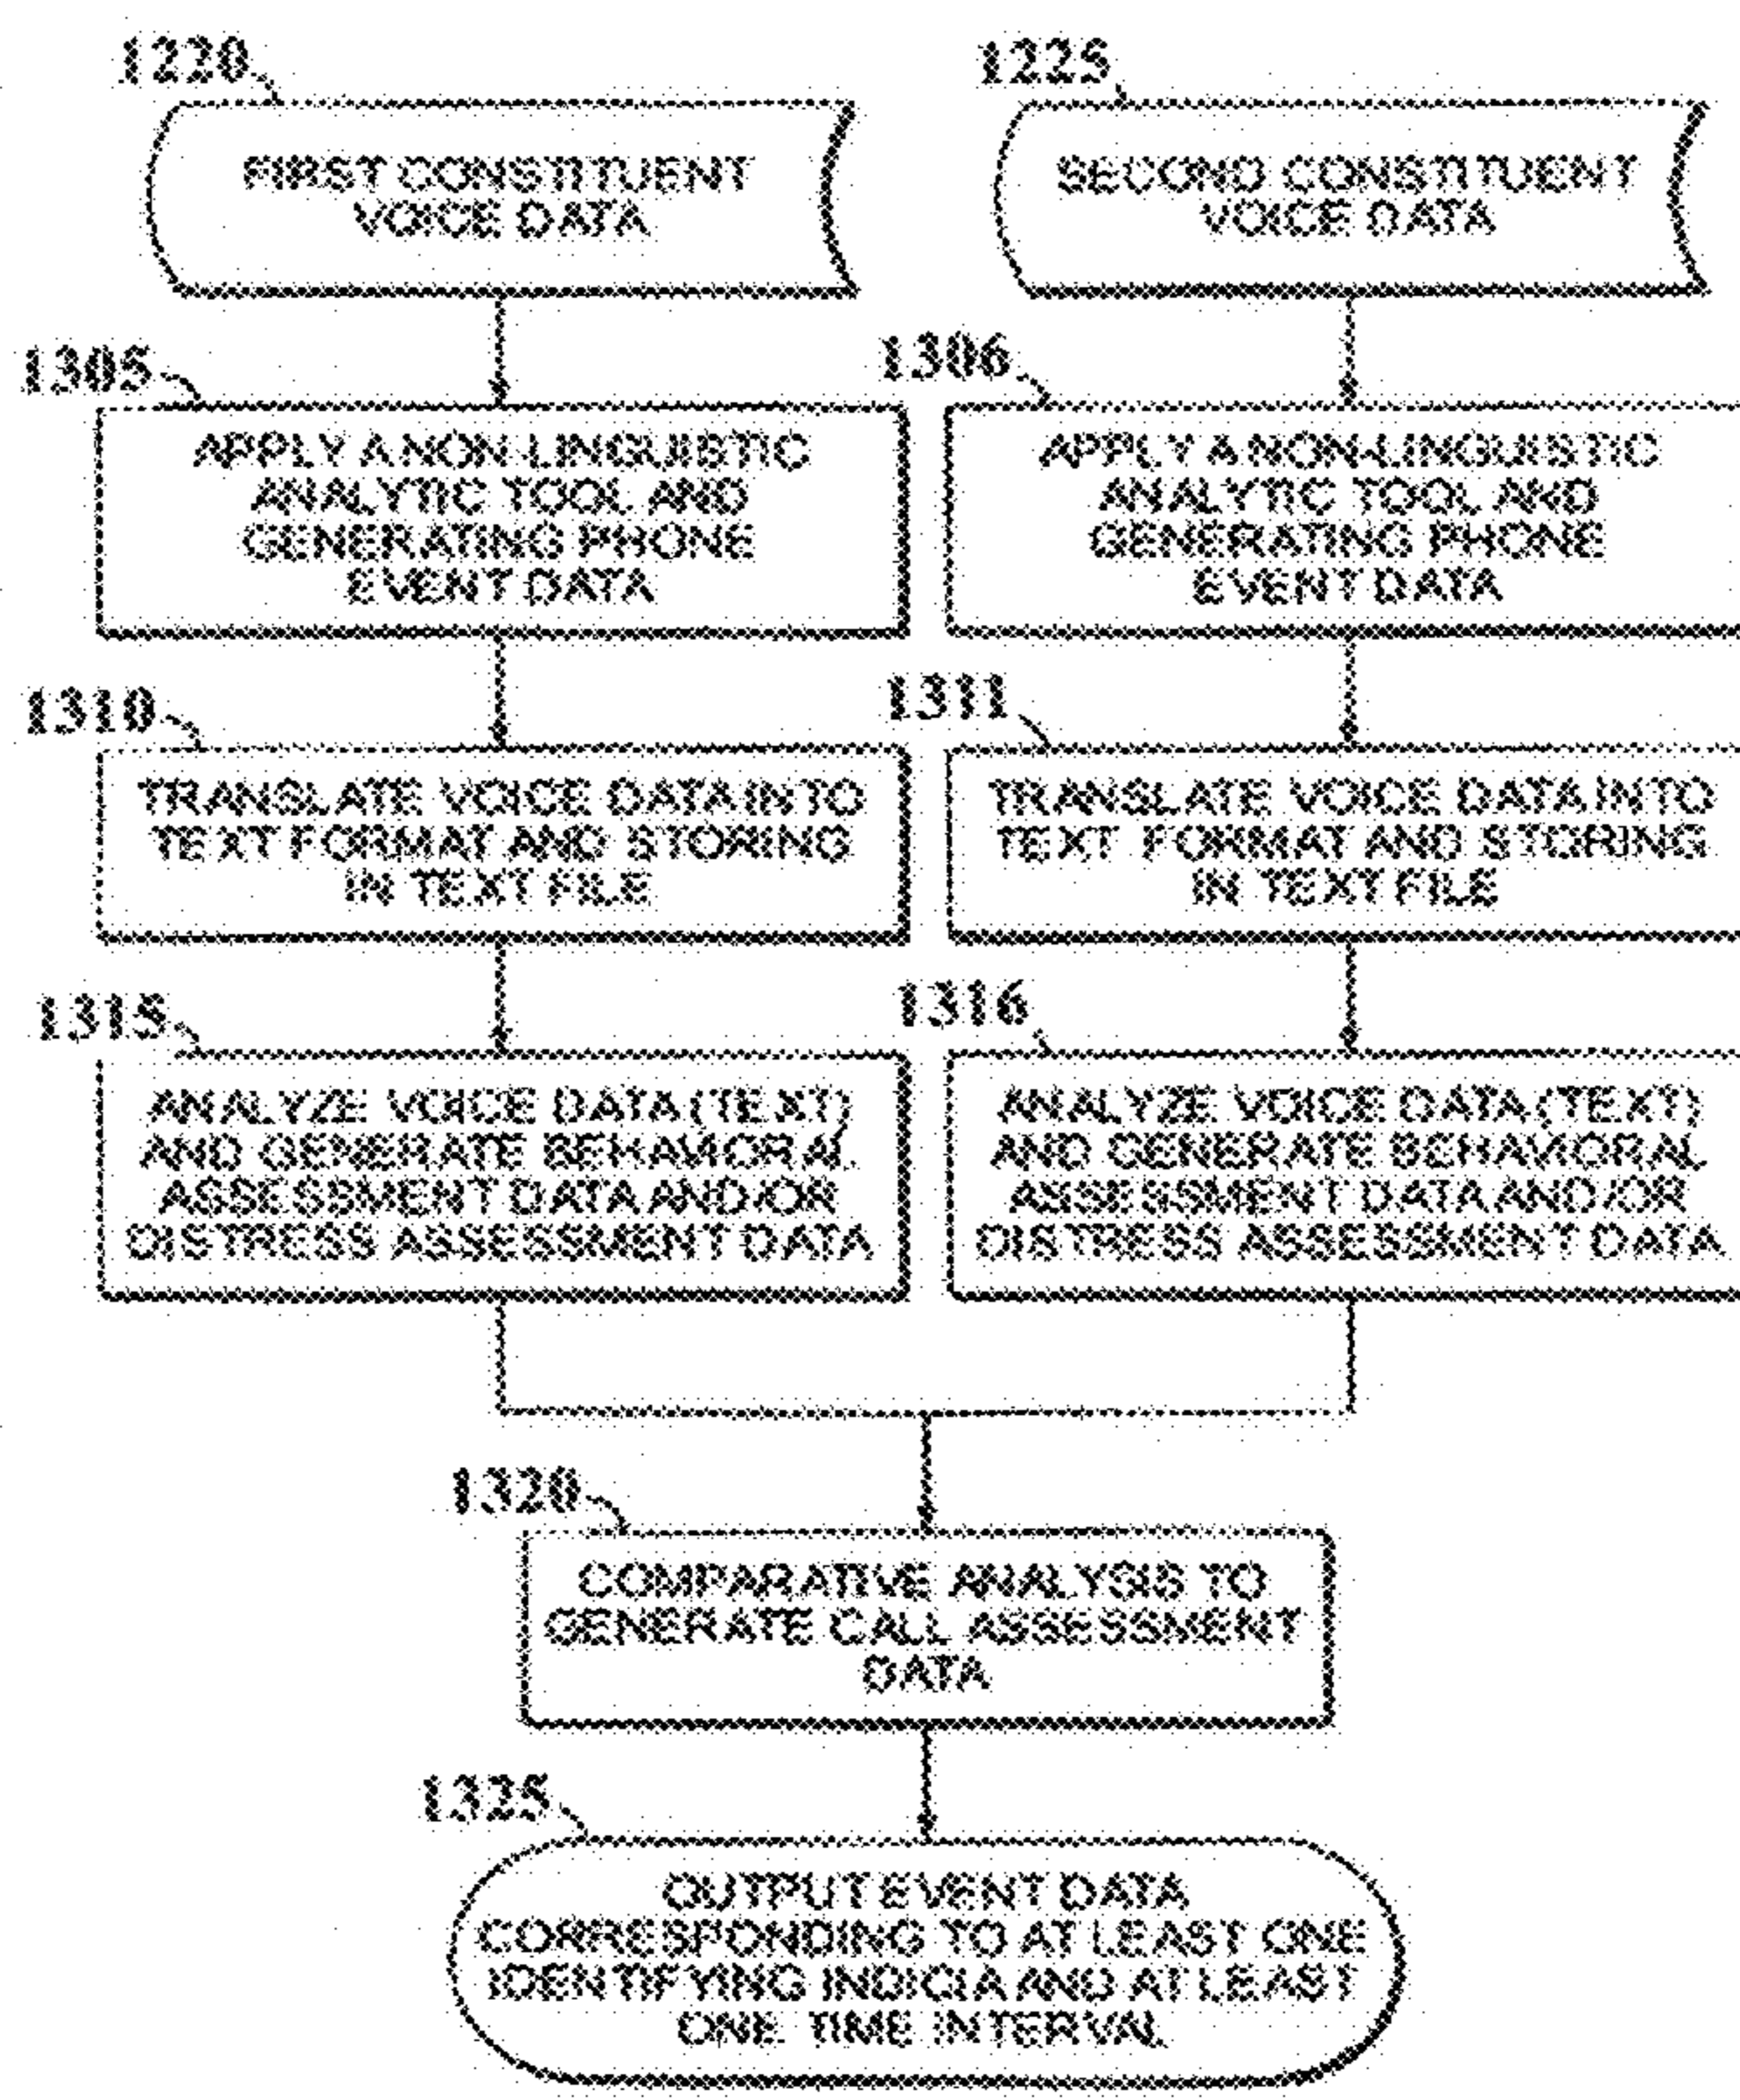 1220
FIRST CONSTITUENT
VOICE DATA
1225
SECOND CONSTITUENT
VOICE DATA
1305
APPLY A NON-LINGUISTIC
ANALYTIC TOOL AND
GENERATING PHONE
EVENT DATA
1306
APPLY A NON-LINGUISTIC
ANALYTIC TOOL AND
GENERATING PHONE
EVENT DATA
1310
TRANSLATE VOICE DATA INTO
TEXT FORMAT AND STORING
IN TEXT FILE
1311
TRANSLATE VOICE DATA INTO
TEXT FORMAT AND STORING
IN TEXT FILE
1315
ANALYZE VOICE DATA (TEXT)
AND GENERATE BEHAVIORAL
ASSESSMENT DATA AND/OR
DISTRESS ASSESSMENT DATA
1316
ANALYZE VOICE DATA (TEXT)
AND GENERATE BEHAVIORAL
ASSESSMENT DATA AND/OR
DISTRESS ASSESSMENT DATA
1320
COMPARATIVE ANALYSIS TO
GENERATE CALL ASSESSMENT
DATA
1325
OUTPUT EVENT DATA
CORRESPONDING TO AT LEAST ONE
IDENTIFYING INDICIA AND AT LEAST
ONE TIME INTERVAL